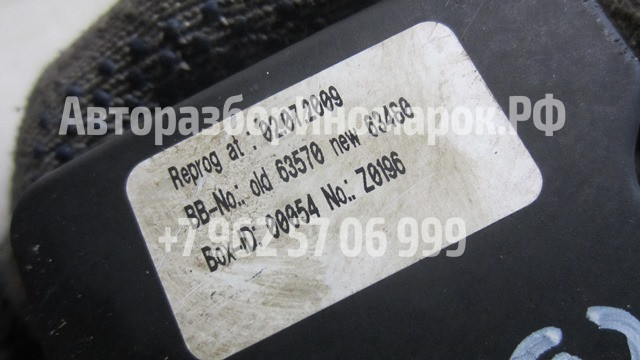 Авторазбориномарок.РФ
Reprog at : 02.07.2009
BB-No.: old 63570 new 63460
Box-ID: 00054 No.: Z0196
+7 962 57 06 999